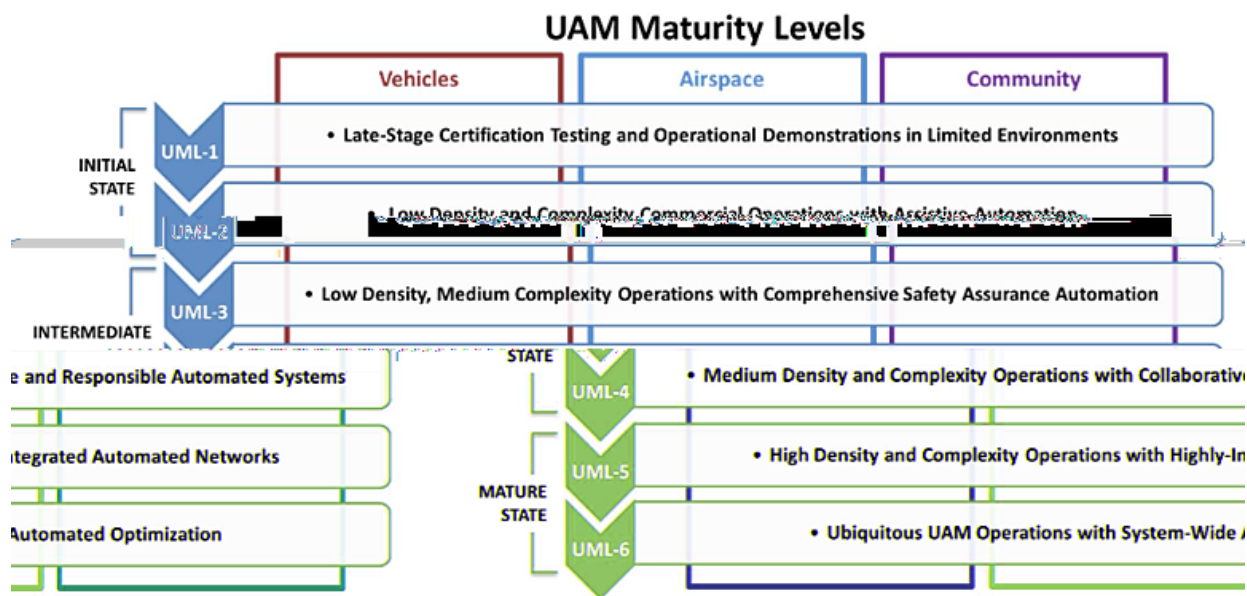 UAM Maturity Levels
Vehicles
Airspace
Community
INITIAL
STATE
UML-1
• Late-Stage Certification Testing and Operational Demonstrations in Limited Environments
UML-2
• Low Density and Complexity Commercial Operations with Assistive Automation
INTERMEDIATE
UML-3
• Low Density, Medium Complexity Operations with Comprehensive Safety Assurance Automation
STATE
e and Responsible Automated Systems
UML-4
• Medium Density and Complexity Operations with Collaborative
ntegrated Automated Networks
MATURE
STATE
UML-5
• High Density and Complexity Operations with Highly-In
Automated Optimization
UML-6
• Ubiquitous UAM Operations with System-Wide A